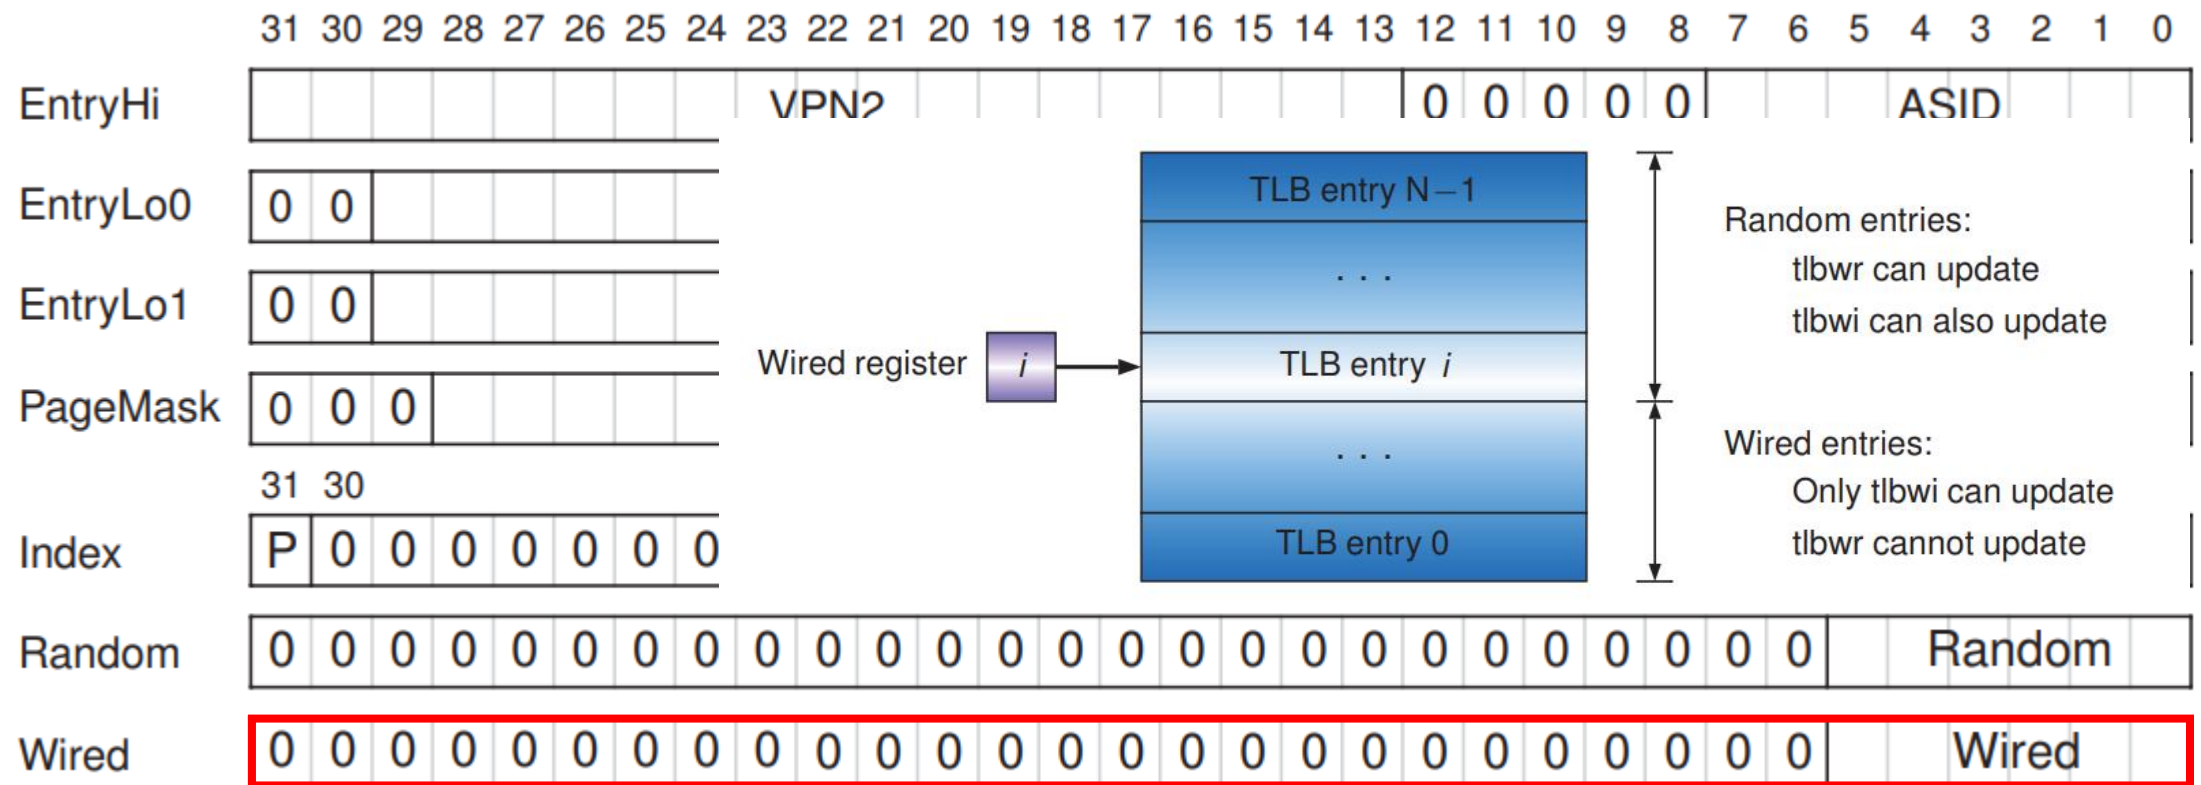 31 30 29 28 27 26 25 24 23 22 21 20 19 18 17 16 15 14 13 12 11 10 9 8 7 6 5 4 3 2 1 0
EntryHi VPN2 0 0 0 0 0 ASID
EntryLo0 0 0
EntryLo1 0 0
PageMask 0 0 0
31 30
Index P 0 0 0 0 0 0 0
TLB entry N−1
. . .
Wired register i TLB entry i
. . .
TLB entry 0
Random entries:
tlbwr can update
tlbwi can also update
Wired entries:
Only tlbwi can update
tlbwr cannot update
Random 0 0 0 0 0 0 0 0 0 0 0 0 0 0 0 0 0 0 0 0 0 0 0 0 0 0 Random
Wired 0 0 0 0 0 0 0 0 0 0 0 0 0 0 0 0 0 0 0 0 0 0 0 0 0 0 Wired